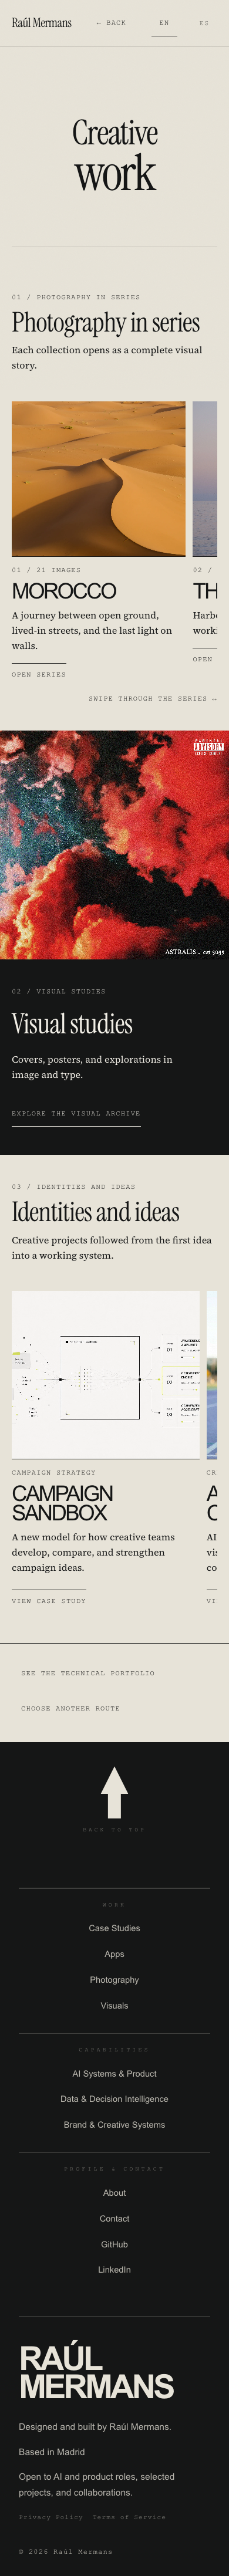 Raúl Mermans
← BACK
EN
ES
Creative
work
01 / PHOTOGRAPHY IN SERIES
Photography in series
Each collection opens as a complete visual
story.
01 / 21 IMAGES
MOROCCO
A journey between open ground,
lived-in streets, and the last light on
walls.
OPEN SERIES
02 /
TH
Harbo
worki
OPEN
SWIPE THROUGH THE SERIES
PARENTAL
ADVISORY
ASTRALIS
02 / VISUAL STUDIES
Visual studies
Covers, posters, and explorations in
image and type.
EXPLORE THE VISUAL ARCHIVE
03 / IDENTITIES AND IDEAS
Identities and ideas
Creative projects followed from the first idea
into a working system.
CAMPAIGN STRATEGY
CAMPAIGN
SANDBOX
A new model for how creative teams
develop, compare, and strengthen
campaign ideas.
VIEW CASE STUDY
AI
vis
co
SEE THE TECHNICAL PORTFOLIO
CHOOSE ANOTHER ROUTE
BACK TO TOP
WORK
Case Studies
Apps
Photography
Visuals
CAPABILITIES
AI Systems & Product
Data & Decision Intelligence
Brand & Creative Systems
PROFILE & CONTACT
About
Contact
GitHub
LinkedIn
RAÚL
MERMANS
Designed and built by Raúl Mermans.
Based in Madrid
Open to AI and product roles, selected
projects, and collaborations.
Privacy Policy Terms of Service
© 2026 Raúl Mermans